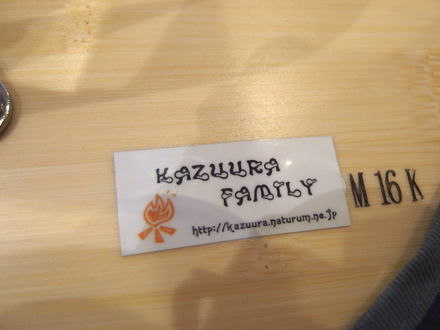 KAZUURA
FAMILY
http://kazuura.naturum.ne.jp
M 16 K